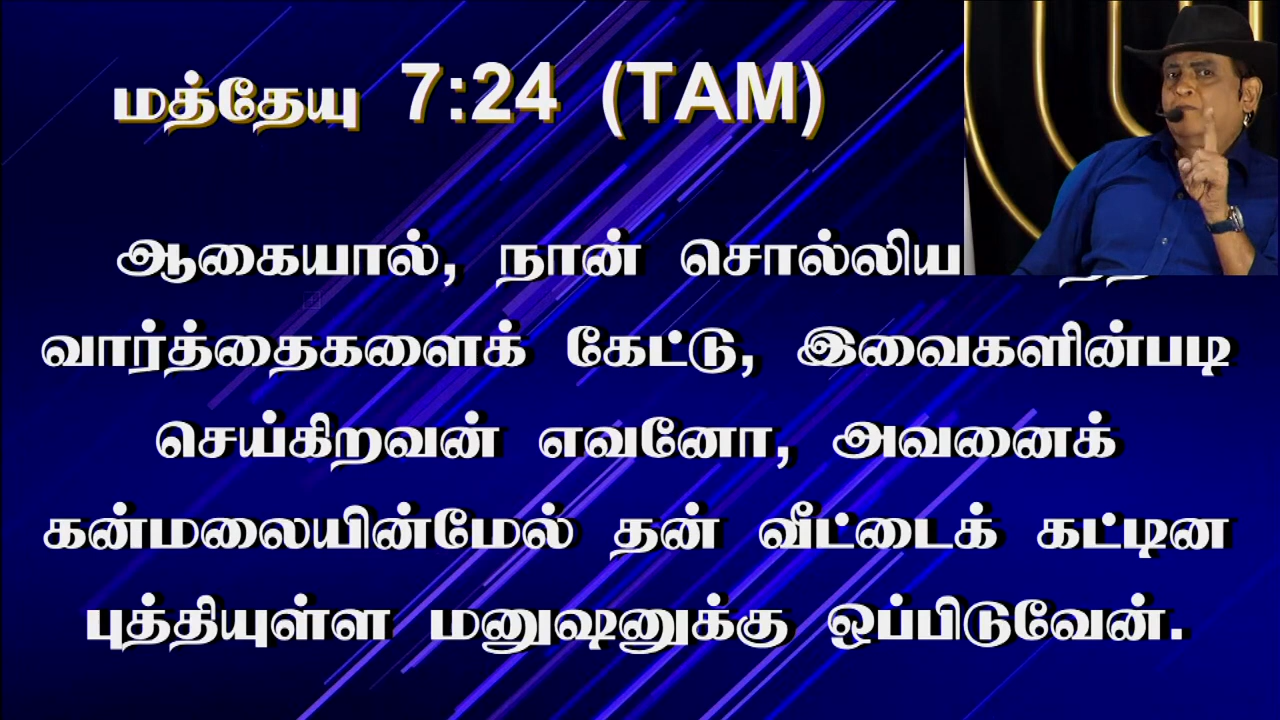 மத்தேயு 7:24 (TAM)
ஆகையால், நான் சொல்லிய
வார்த்தைகளைக் கேட்டு, இவைகளின்படி
செய்கிறவன் எவனோ, அவனைக்
கன்மலையின்மேல் தன் வீட்டைக் கட்டின
புத்தியுள்ள மனுஷனுக்கு ஒப்பிடுவேன்.